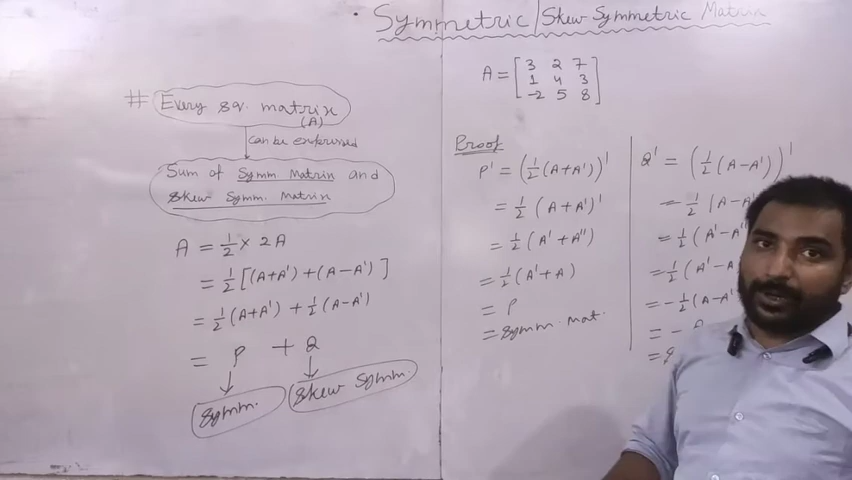 Symmetric/Skew Symmetric Matrix
# Every sq. matrix
(A)
can be expressed
Sum of Symm Matrix and
Skew Symm. Matrix
A = 1/2 × 2A
= 1/2 [(A+A') + (A-A')]
= 1/2 (A+A') + 1/2 (A-A')
= P + Q
Symm. Skew Symm.
A = [3 2 7
1 4 3
-2 5 8]
Proof
P' = (1/2 (A+A'))'
= 1/2 (A+A')'
= 1/2 (A'+A'')
= 1/2 (A'+A)
= P
= Symm. mat.
Q' = (1/2 (A-A'))'
= 1/2 (A-A
= 1/2 (A'-A''
= 1/2 (A'-A
= -1/2 (A-A'
= -